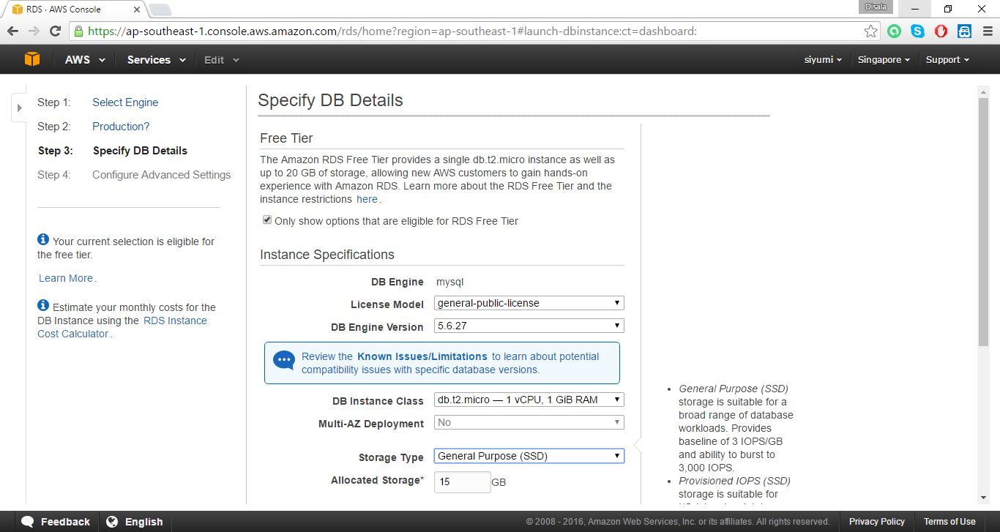 RDS · AWS Console
Disala
https://ap-southeast-1.console.aws.amazon.com/rds/home?region=ap-southeast-1#launch-dbinstance:ct=dashboard:
AWS Services Edit siyumi Singapore Support
Step 1: Select Engine
Step 2: Production?
Step 3: Specify DB Details
Step 4: Configure Advanced Settings
Your current selection is eligible for
the free tier.
Learn More.
Estimate your monthly costs for the
DB Instance using the RDS Instance
Cost Calculator.
Specify DB Details
Free Tier
The Amazon RDS Free Tier provides a single db.t2.micro instance as well as
up to 20 GB of storage, allowing new AWS customers to gain hands-on
experience with Amazon RDS. Learn more about the RDS Free Tier and the
instance restrictions here.
Only show options that are eligible for RDS Free Tier
Instance Specifications
DB Engine mysql
License Model general-public-license
DB Engine Version 5.6.27
Review the Known Issues/Limitations to learn about potential
compatibility issues with specific database versions.
DB Instance Class db.t2.micro — 1 vCPU, 1 GiB RAM
Multi-AZ Deployment No
Storage Type General Purpose (SSD)
Allocated Storage* 15 GB
• General Purpose (SSD)
storage is suitable for a
broad range of database
workloads. Provides
baseline of 3 IOPS/GB
and ability to burst to
3,000 IOPS.
• Provisioned IOPS (SSD)
storage is suitable for
Feedback English © 2008 - 2016, Amazon Web Services, Inc. or its affiliates. All rights reserved. Privacy Policy Terms of Use